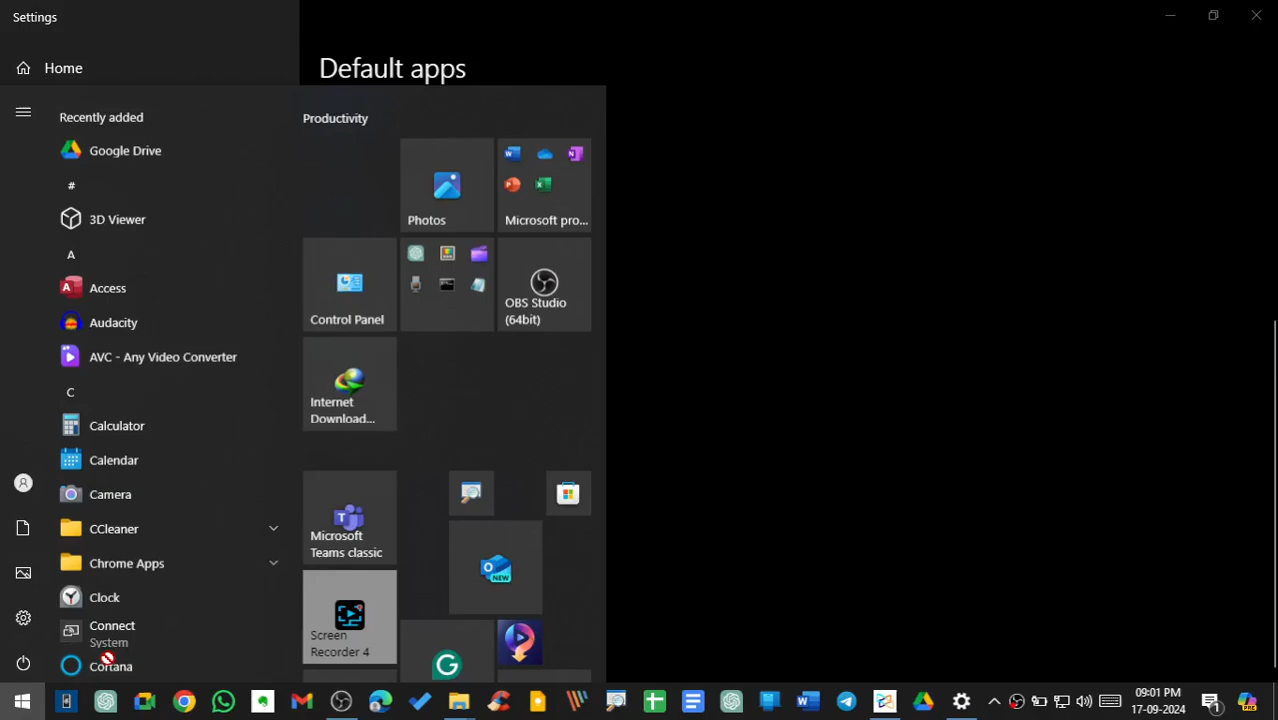 Settings
Home
Default apps
Recently added
Google Drive
#
3D Viewer
A
Access
Audacity
AVC - Any Video Converter
C
Calculator
Calendar
Camera
CCleaner
Chrome Apps
Clock
Connect
System
Cortana
Productivity
Photos
Microsoft pro...
Control Panel
OBS Studio
(64bit)
Internet
Download...
Microsoft
Teams classic
NEW
Screen
Recorder 4
09:01 PM
17-09-2024
1
PRE